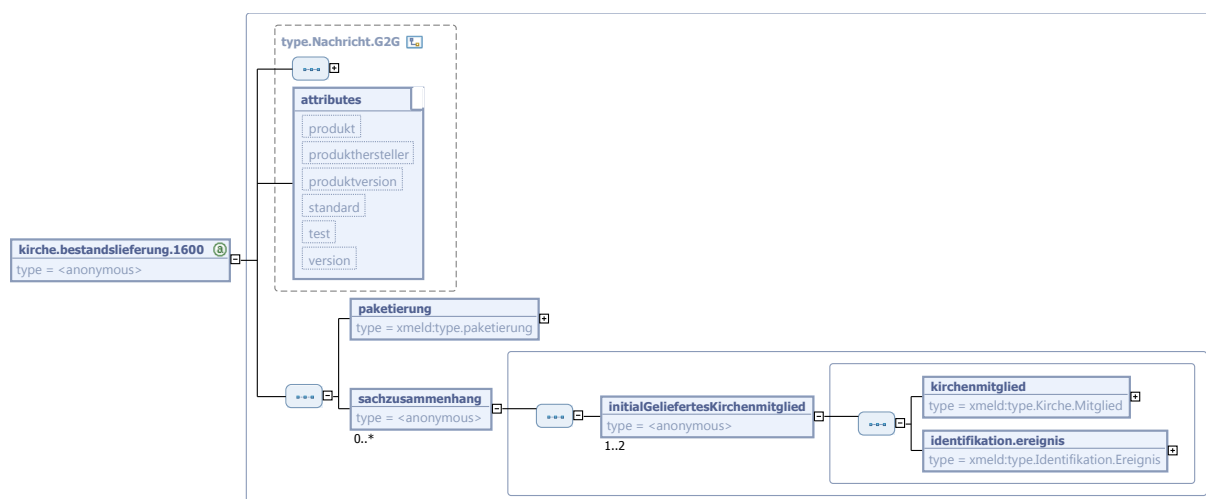 type.Nachricht.G2G
attributes
produkt
produkthersteller
produktversion
standard
test
version
kirche.bestandslieferung.1600 a
type = <anonymous>
paketierung
type = xmeld:type.paketierung
sachzusammenhang
type = <anonymous>
0..*
initialGeliefertesKirchenmitglied
type = <anonymous>
1..2
kirchenmitglied
type = xmeld:type.Kirche.Mitglied
identifikation.ereignis
type = xmeld:type.Identifikation.Ereignis